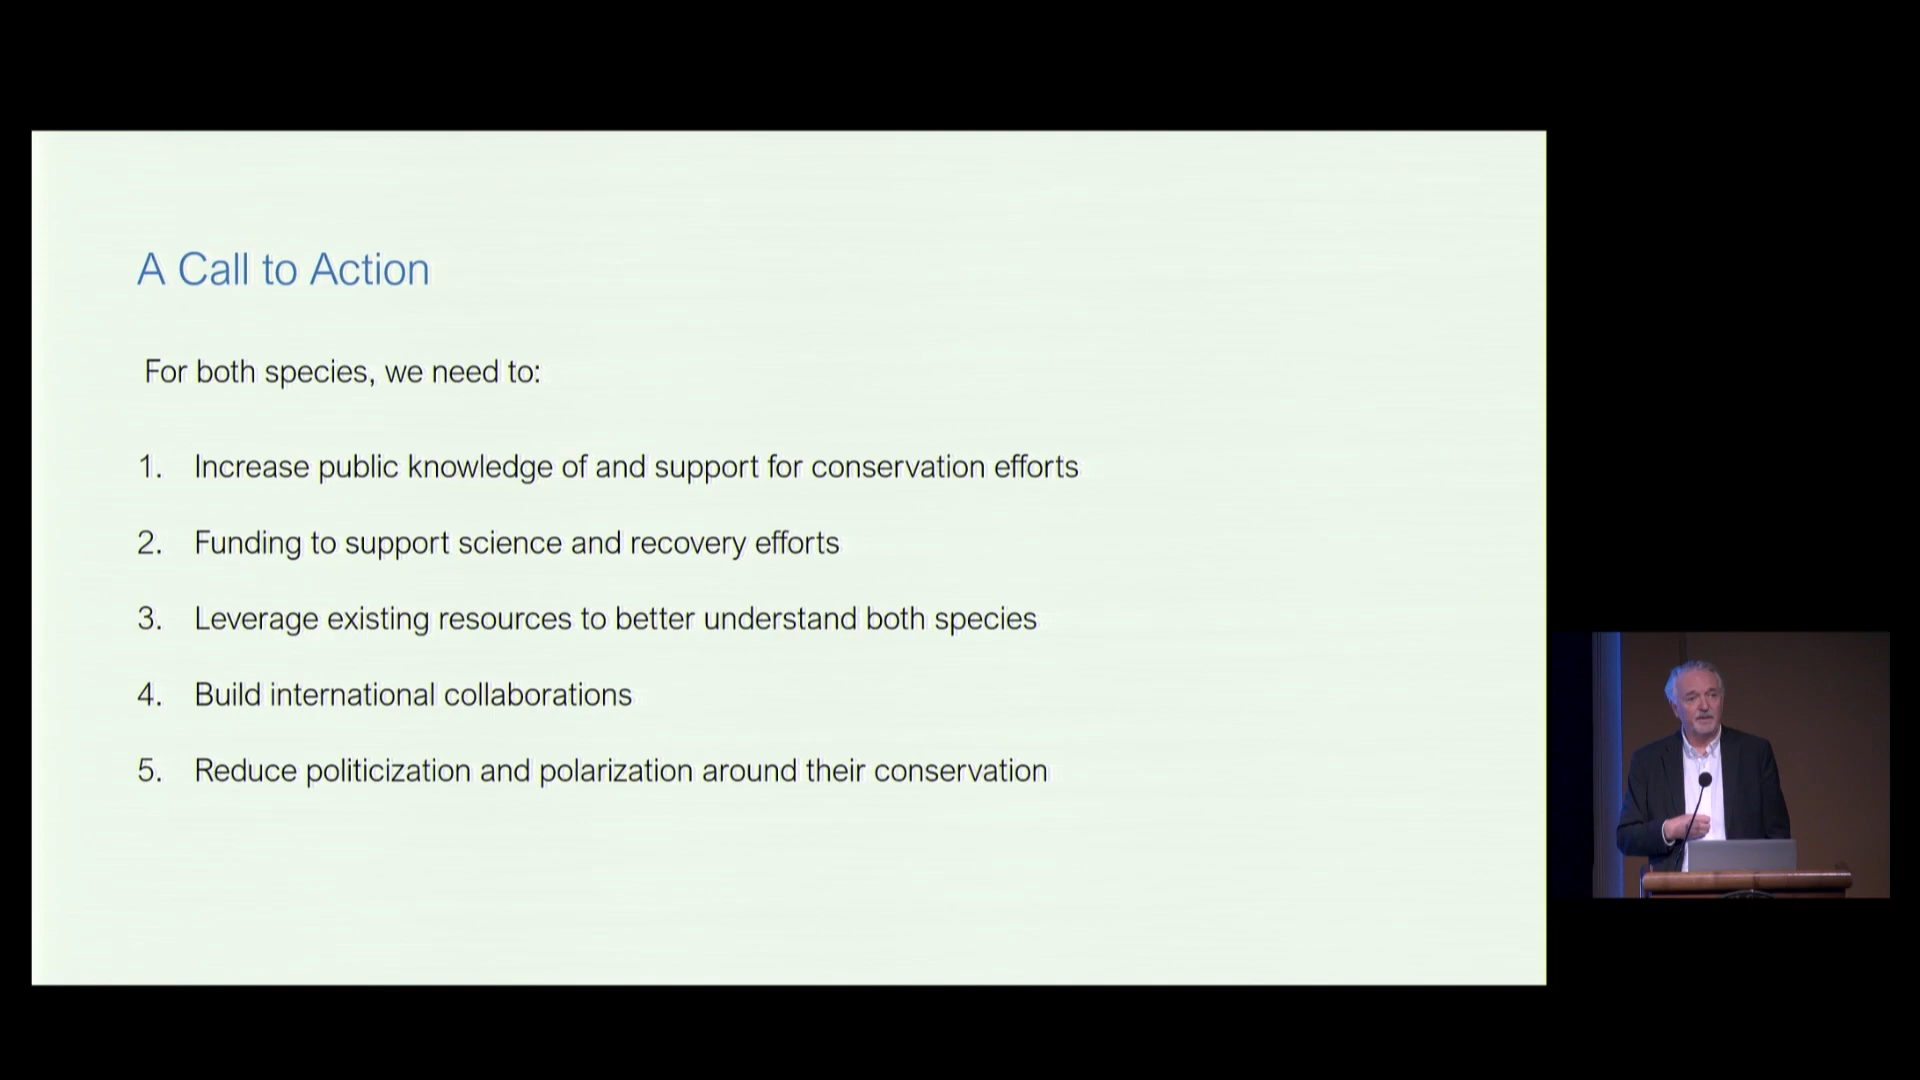 A Call to Action
For both species, we need to:
1. Increase public knowledge of and support for conservation efforts
2. Funding to support science and recovery efforts
3. Leverage existing resources to better understand both species
4. Build international collaborations
5. Reduce politicization and polarization around their conservation